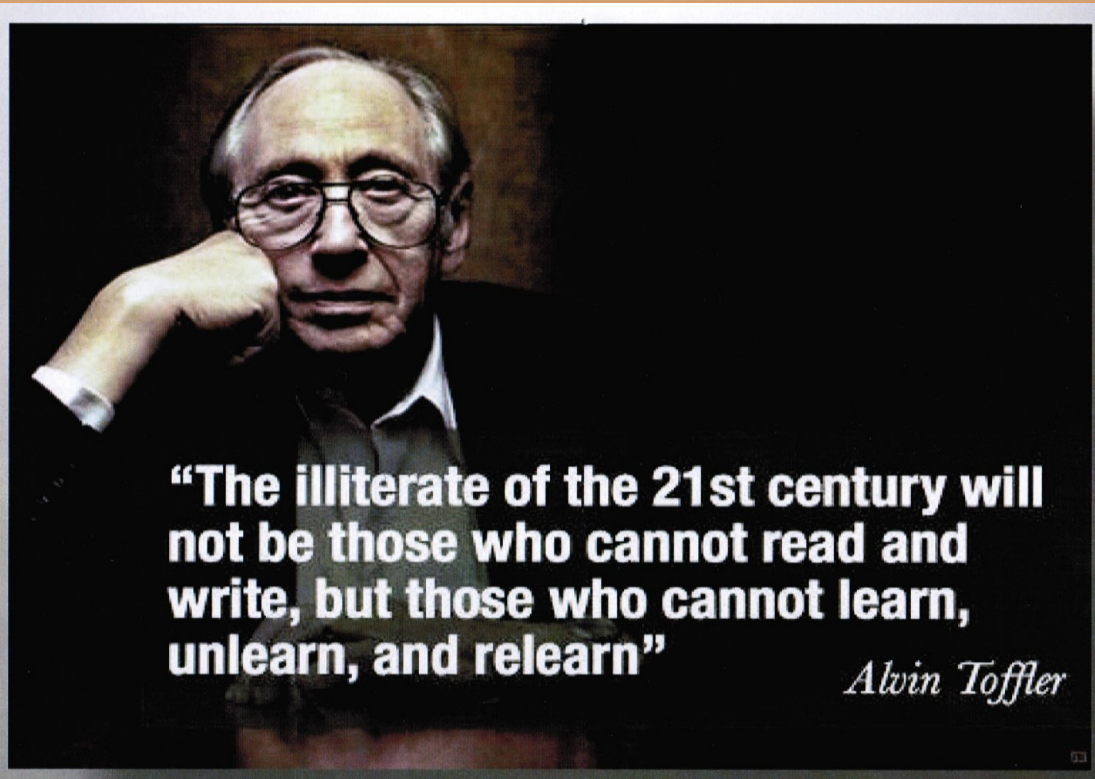 “The illiterate of the 21st century will
not be those who cannot read and
write, but those who cannot learn,
unlearn, and relearn”
Alvin Toffler